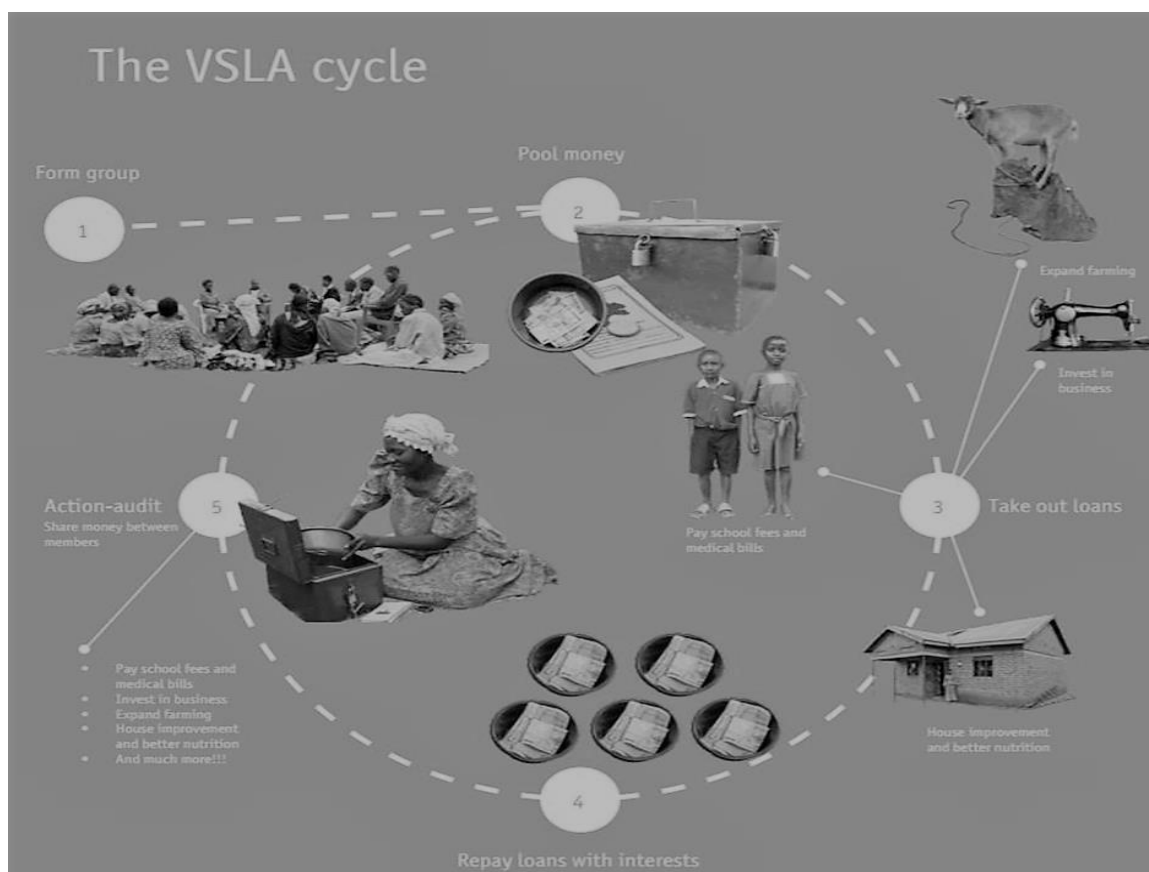 The VSLA cycle
Form group
1
Pool money
2
Expand farming
Invest in
business
Pay school fees and
medical bills
3
Take out loans
House improvement
and better nutrition
4
Repay loans with interests
Action-audit
Share money between
members
5
• Pay school fees and
medical bills
• Invest in business
• Expand farming
• House improvement
and better nutrition
• And much more!!!